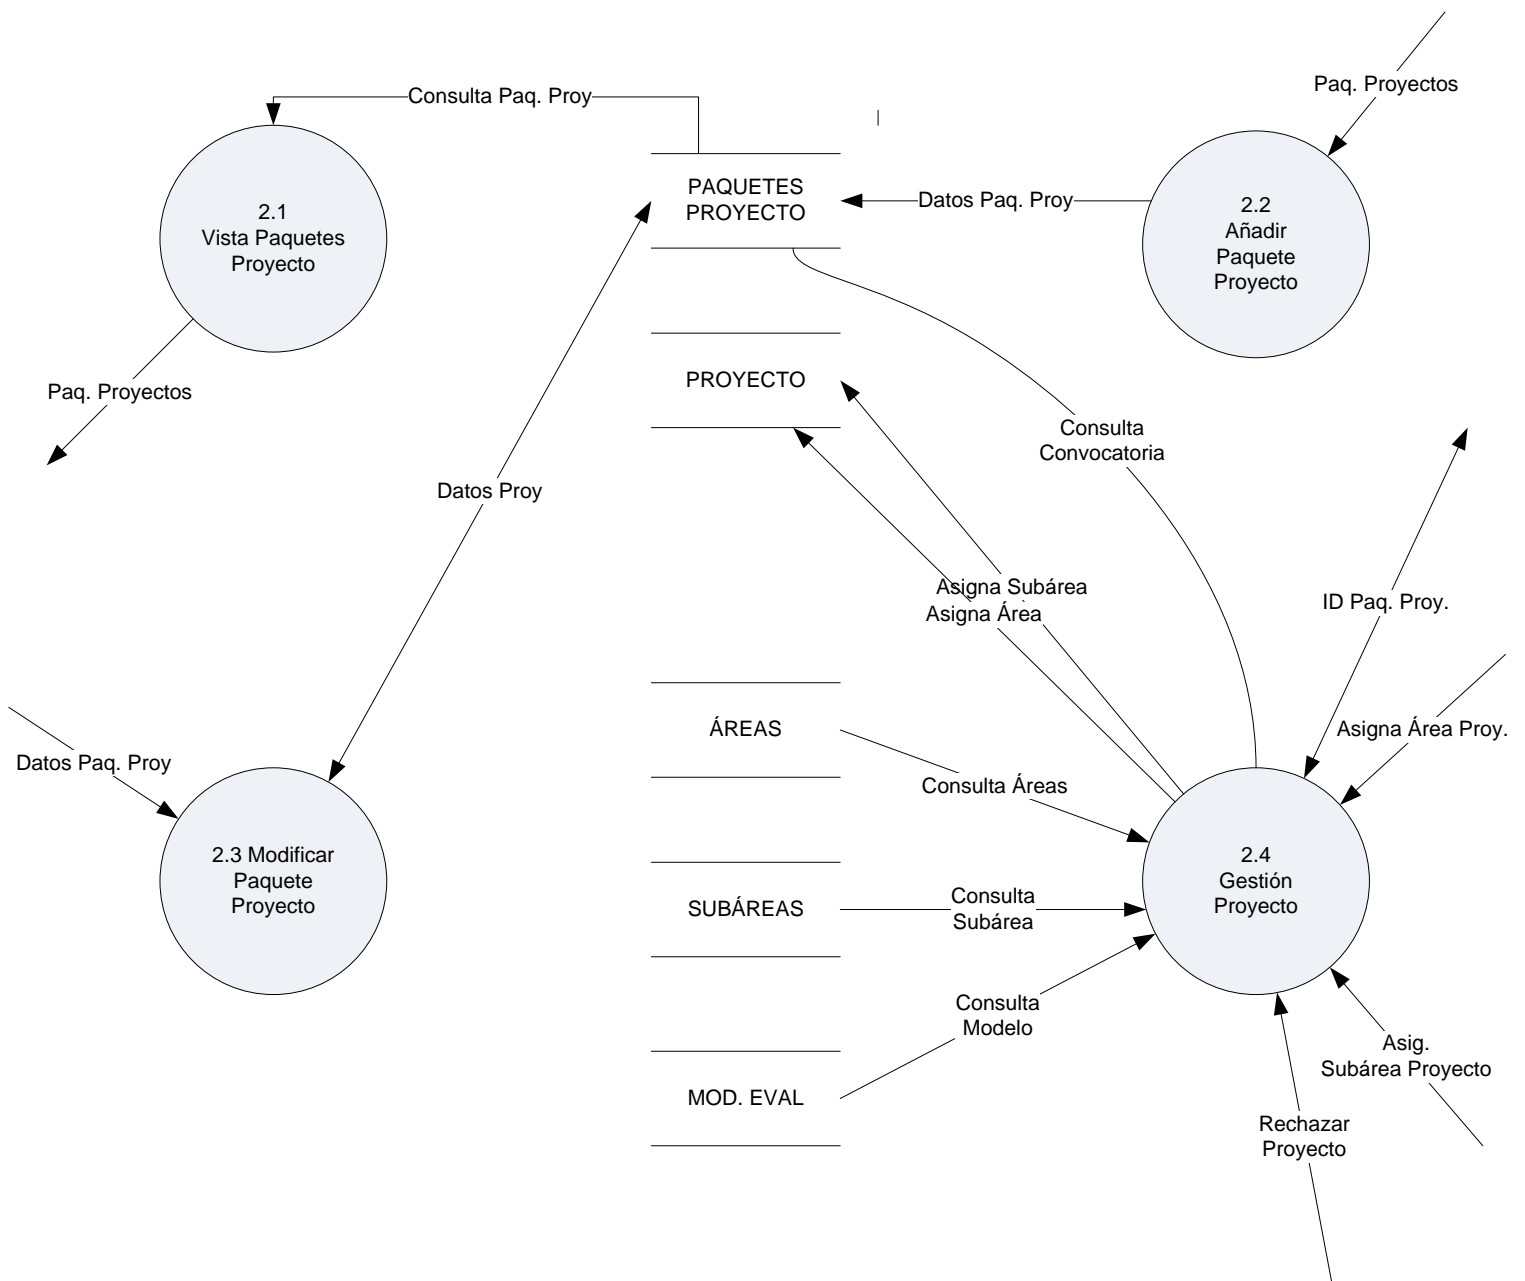 Paq. Proyectos
Consulta Paq. Proy
PAQUETES
PROYECTO
Datos Paq. Proy
2.1
Vista Paquetes
Proyecto
2.2
Añadir
Paquete
Proyecto
Paq. Proyectos
PROYECTO
Consulta
Convocatoria
Datos Proy
Asigna Subárea
Asigna Área
ID Paq. Proy.
ÁREAS
Asigna Área Proy.
Datos Paq. Proy
Consulta Áreas
2.3 Modificar
Paquete
Proyecto
2.4
Gestión
Proyecto
SUBÁREAS
Consulta
Subárea
Consulta
Modelo
Asig.
Subárea Proyecto
MOD. EVAL
Rechazar
Proyecto